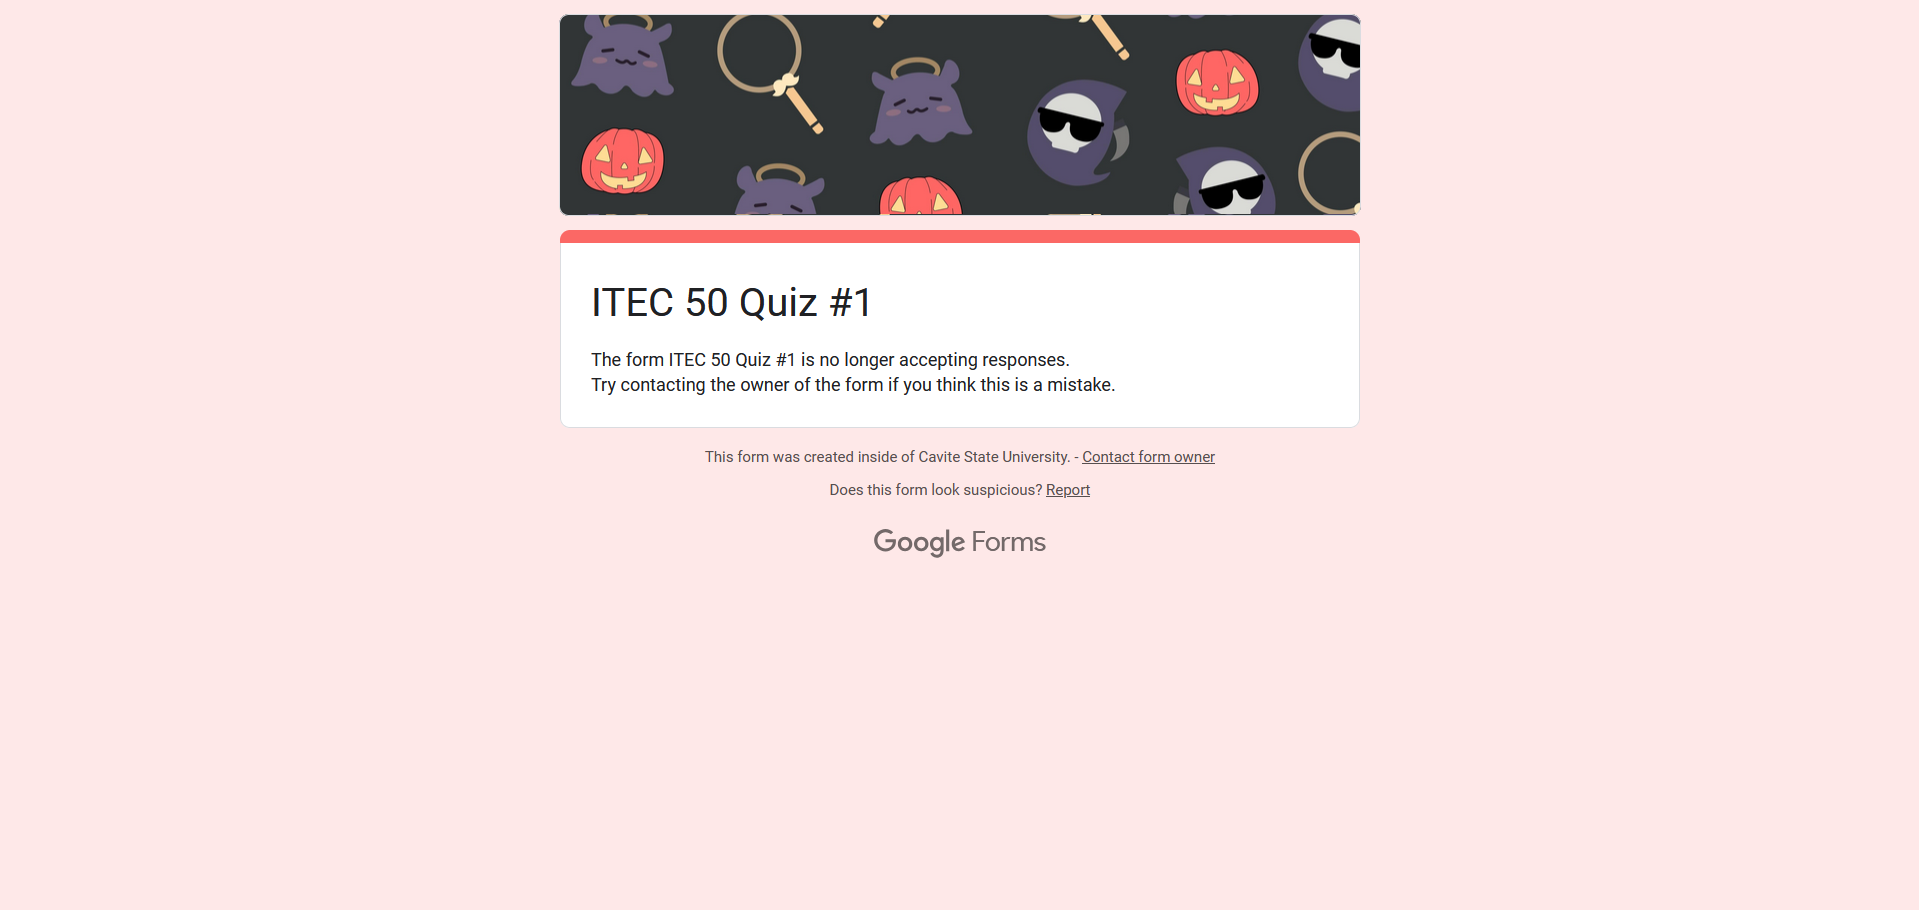 ITEC 50 Quiz #1
The form ITEC 50 Quiz #1 is no longer accepting responses.
Try contacting the owner of the form if you think this is a mistake.
This form was created inside of Cavite State University. - Contact form owner
Does this form look suspicious? Report
Google Forms